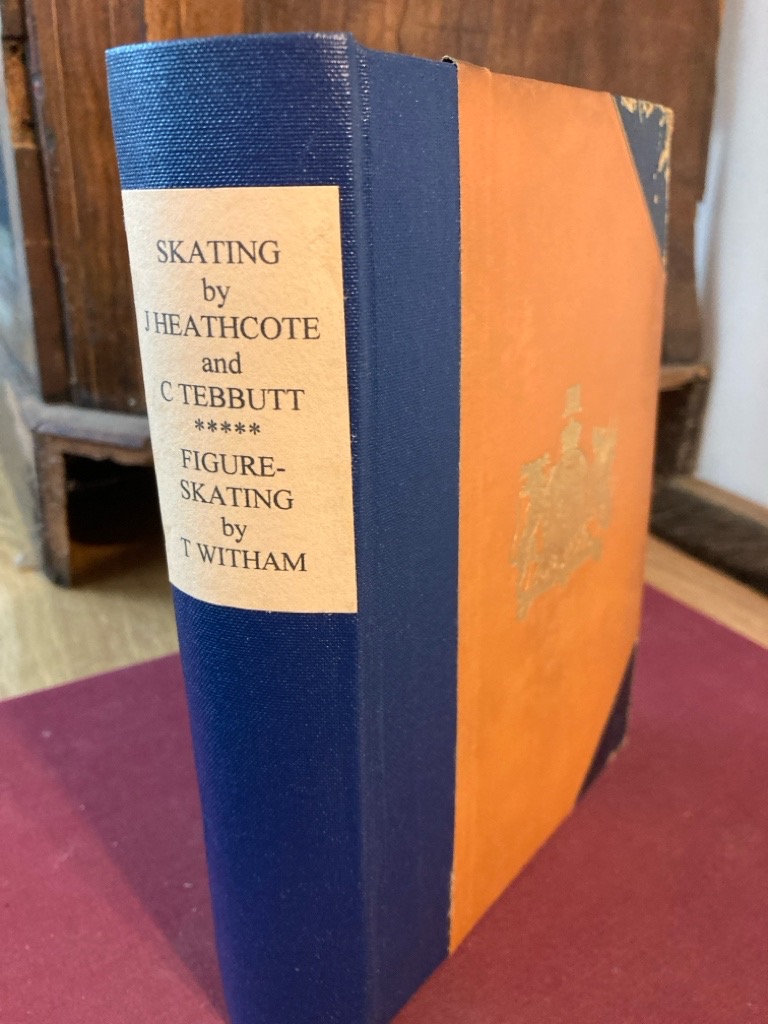 SKATING
by
J HEATHCOTE
and
C TEBBUTT
*****
FIGURE-
SKATING
by
T WITHAM